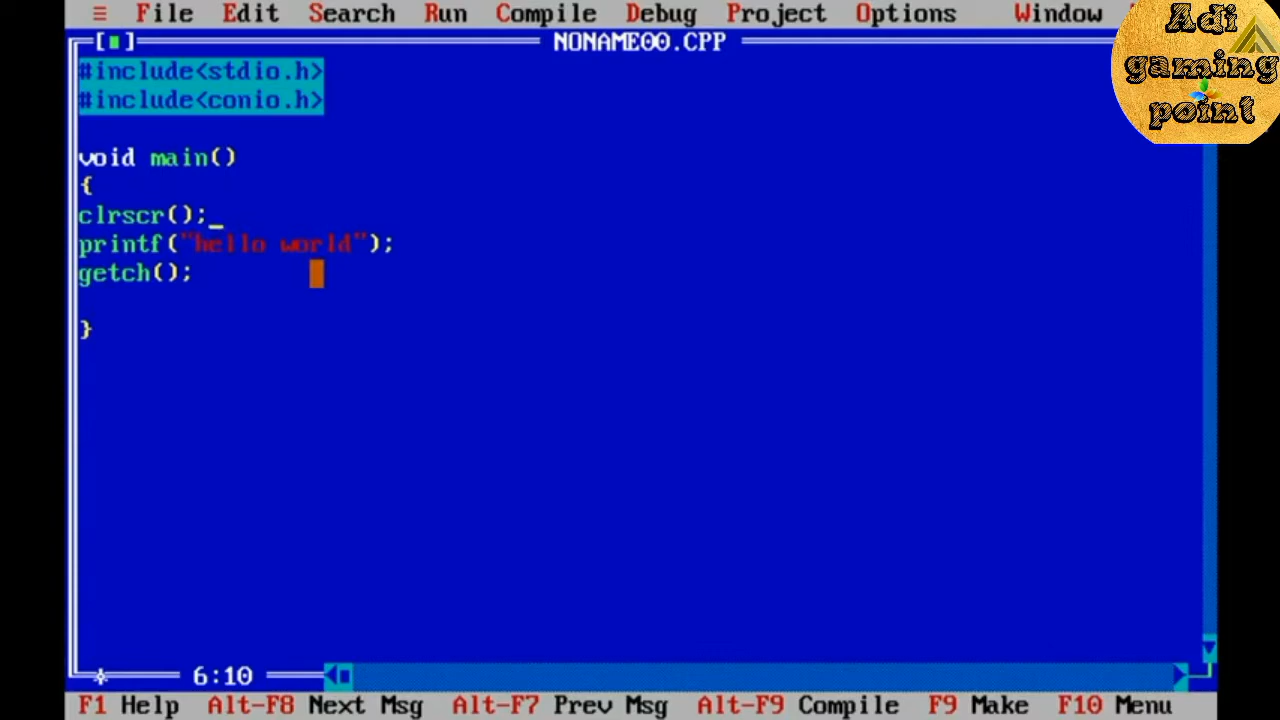 ≡ File Edit Search Run Compile Debug Project Options Window
[■] NONAME00.CPP
#include<stdio.h>
#include<conio.h>
void main()
{
clrscr();_
printf("hello world");
getch();
}
6:10
F1 Help Alt-F8 Next Msg Alt-F7 Prev Msg Alt-F9 Compile F9 Make F10 Menu
Adi
gaming
point